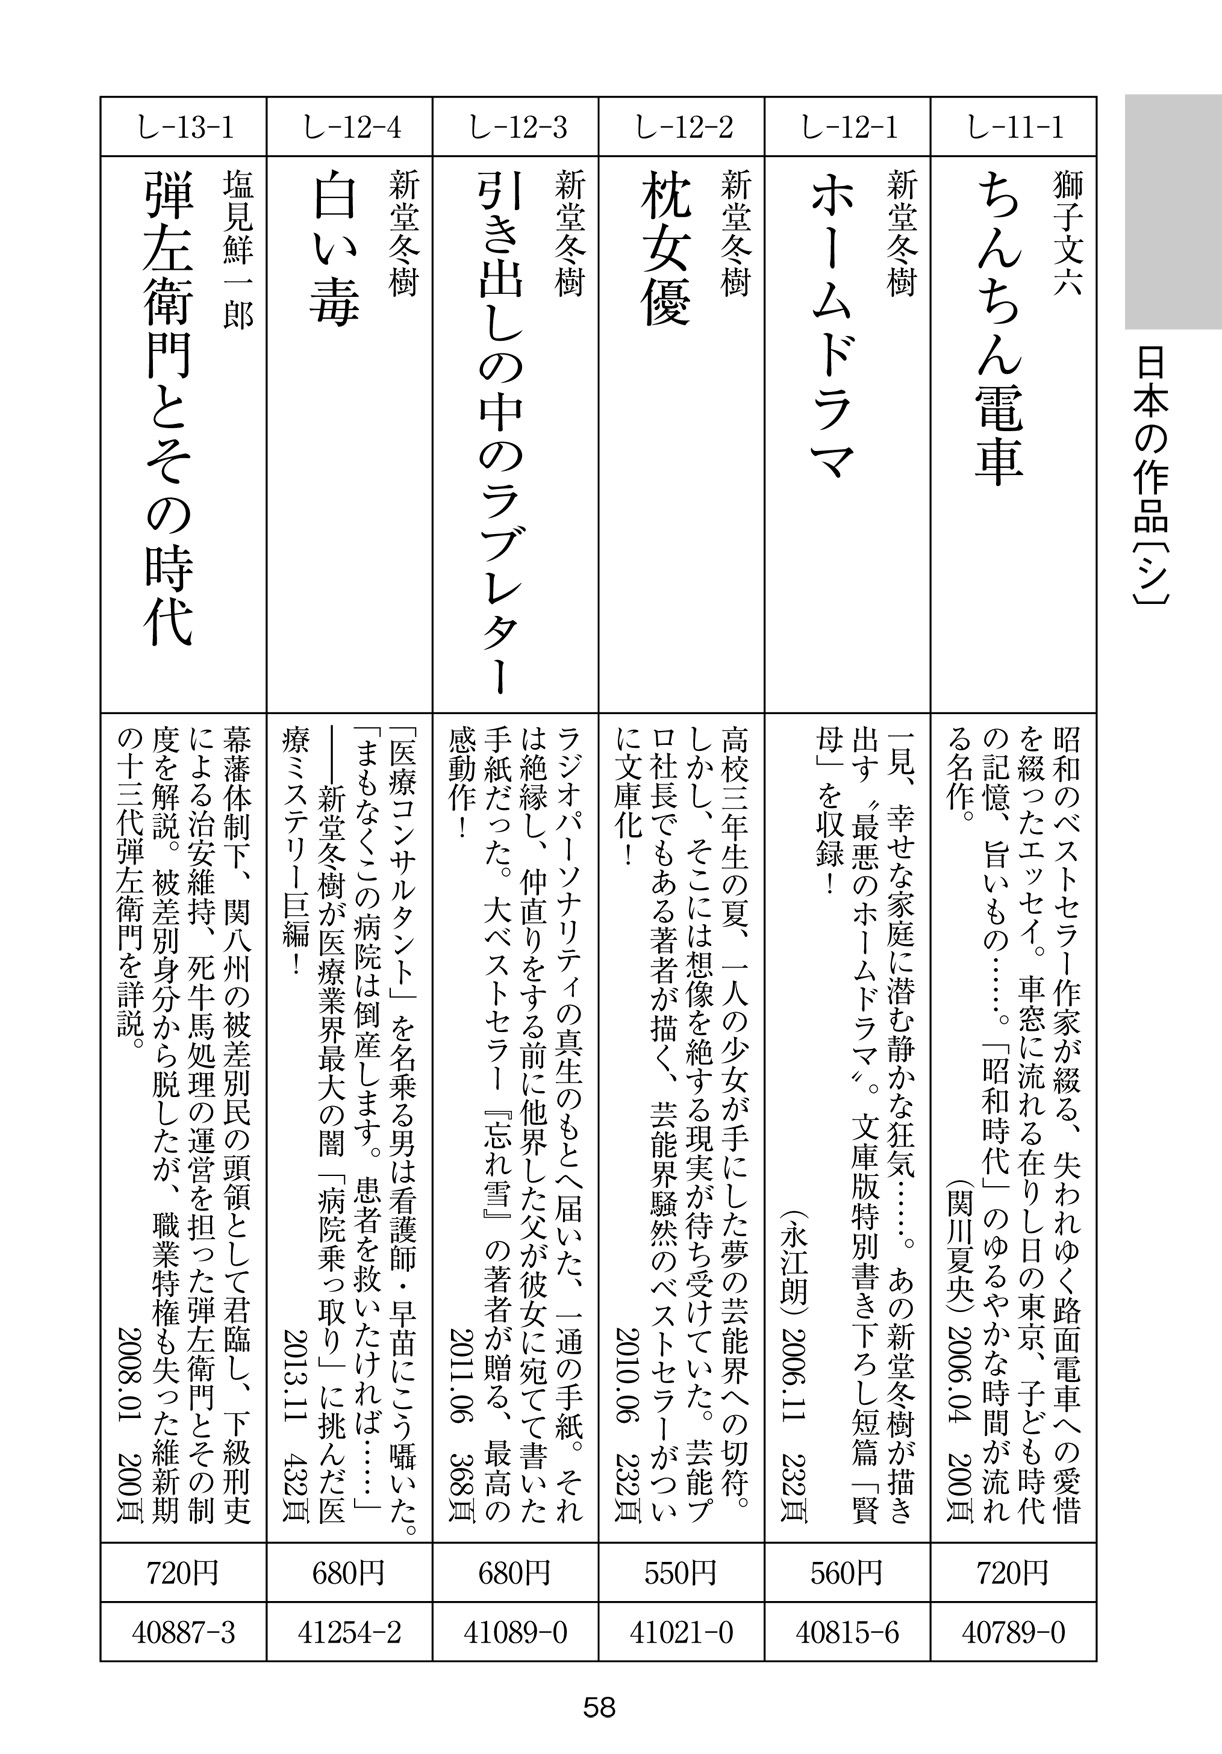 日本の作品〔シ〕
し-11-1
獅子文六
ちんちん電車
昭和のベストセラー作家が綴る、失われゆく路面電車への愛惜
を綴ったエッセイ。車窓に流れる在りし日の東京、子ども時代
の記憶、旨いもの……。「昭和時代」のゆるやかな時間が流れ
る名作。（関川夏央）2006.04 200頁
720円
40789-0
し-12-1
新堂冬樹
ホームドラマ
一見、幸せな家庭に潜む静かな狂気……。あの新堂冬樹が描き
出す〝最悪のホームドラマ〟。文庫版特別書き下ろし短篇「賢
母」を収録！
（永江朗）2006.11 232頁
560円
40815-6
し-12-2
新堂冬樹
枕女優
高校三年生の夏、一人の少女が手にした夢の芸能界への切符。
しかし、そこには想像を絶する現実が待ち受けていた。芸能プ
ロ社長でもある著者が描く、芸能界騒然のベストセラーがつい
に文庫化！ 2010.06 232頁
550円
41021-0
し-12-3
新堂冬樹
引き出しの中のラブレター
ラジオパーソナリティの真生のもとへ届いた、一通の手紙。それ
は絶縁し、仲直りをする前に他界した父が彼女に宛てて書いた
手紙だった。大ベストセラー『忘れ雪』の著者が贈る、最高の
感動作！ 2011.06 368頁
680円
41089-0
し-12-4
新堂冬樹
白い毒
「医療コンサルタント」を名乗る男は看護師・早苗にこう囁いた。
「まもなくこの病院は倒産します。患者を救いたければ……」
――新堂冬樹が医療業界最大の闇「病院乗っ取り」に挑んだ医
療ミステリー巨編！ 2013.11 432頁
680円
41254-2
し-13-1
塩見鮮一郎
弾左衛門とその時代
幕藩体制下、関八州の被差別民の頭領として君臨し、下級刑吏
による治安維持、死牛馬処理の運営を担った弾左衛門とその制
度を解説。被差別身分から脱したが、職業特権も失った維新期
の十三代弾左衛門を詳説。 2008.01 200頁
720円
40887-3
58